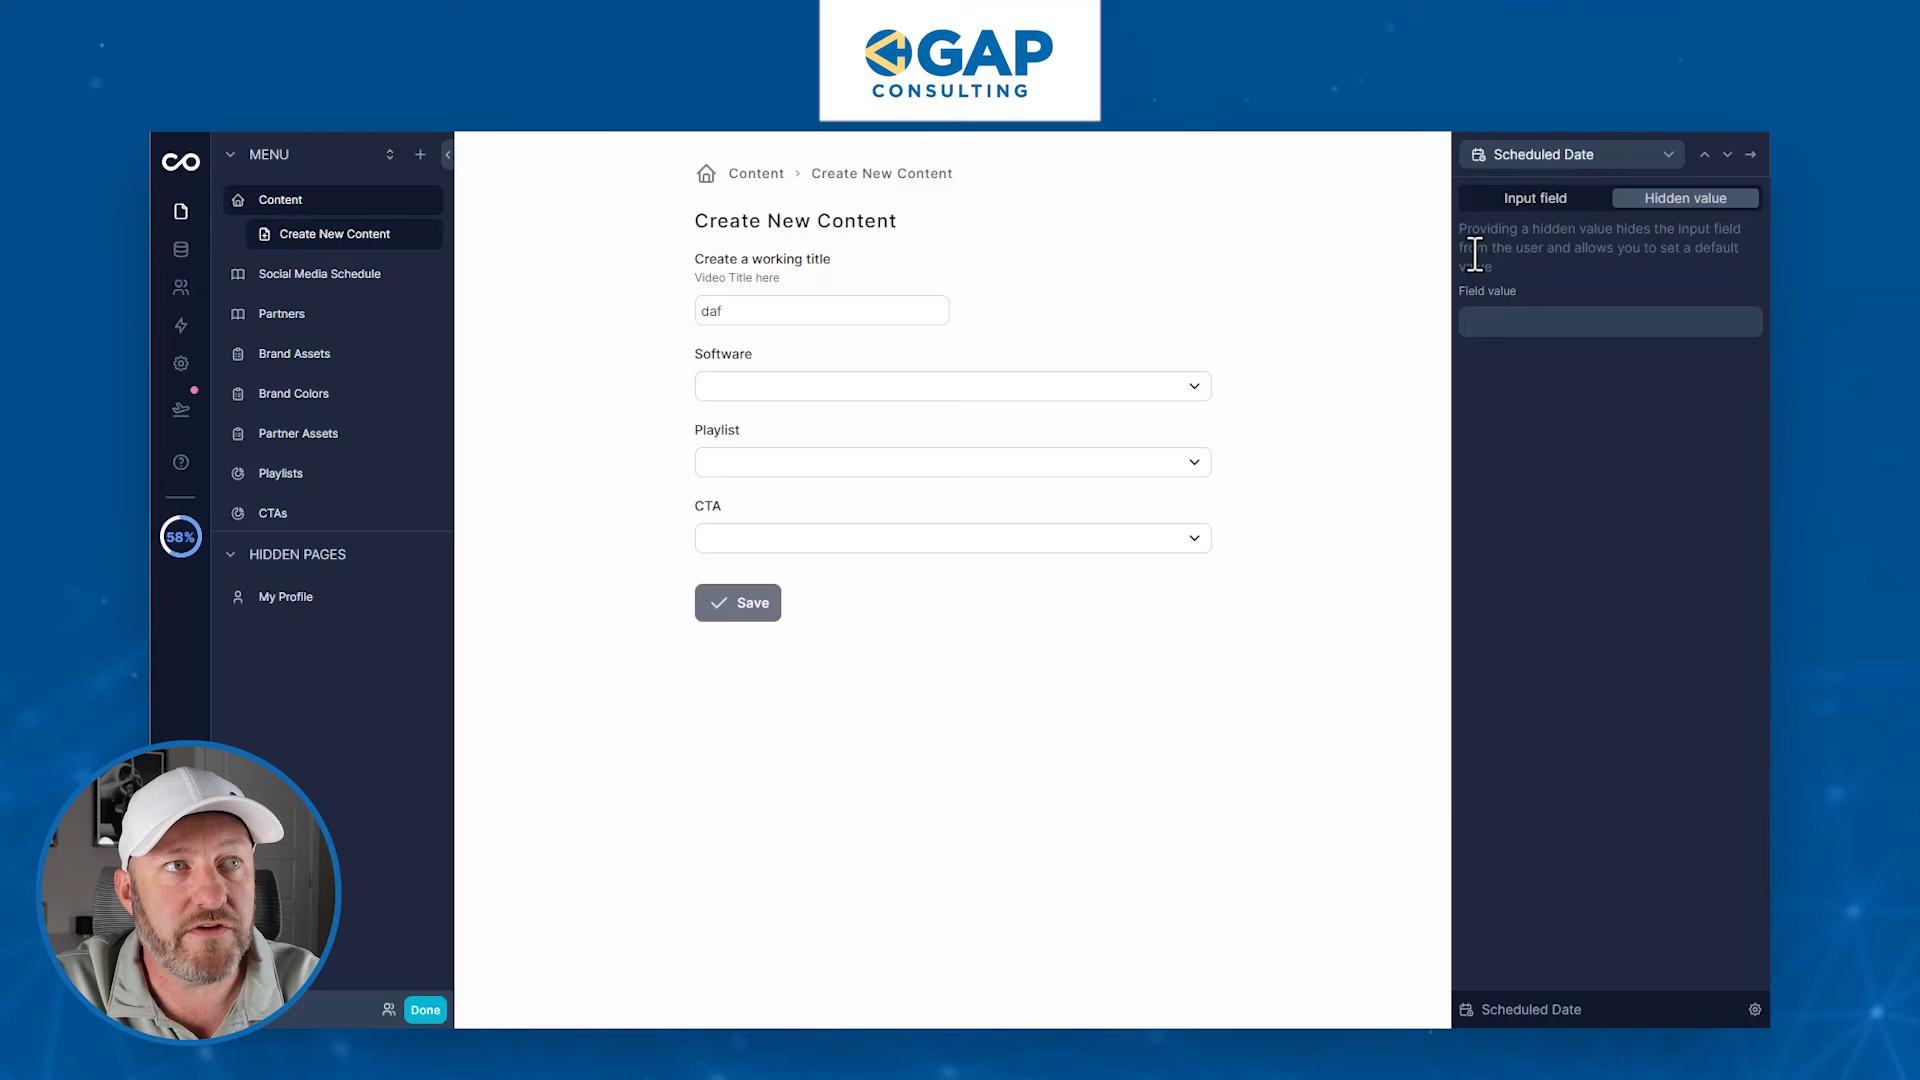 GAP
CONSULTING
MENU
Content
Create New Content
Social Media Schedule
Partners
Brand Assets
Brand Colors
Partner Assets
Playlists
CTAs
HIDDEN PAGES
My Profile
58%
Done
Content > Create New Content
Create New Content
Create a working title
Video Title here
daf
Software
Playlist
CTA
Save
Scheduled Date
Input field
Hidden value
Providing a hidden value hides the input field
from the user and allows you to set a default
value
Field value
Scheduled Date